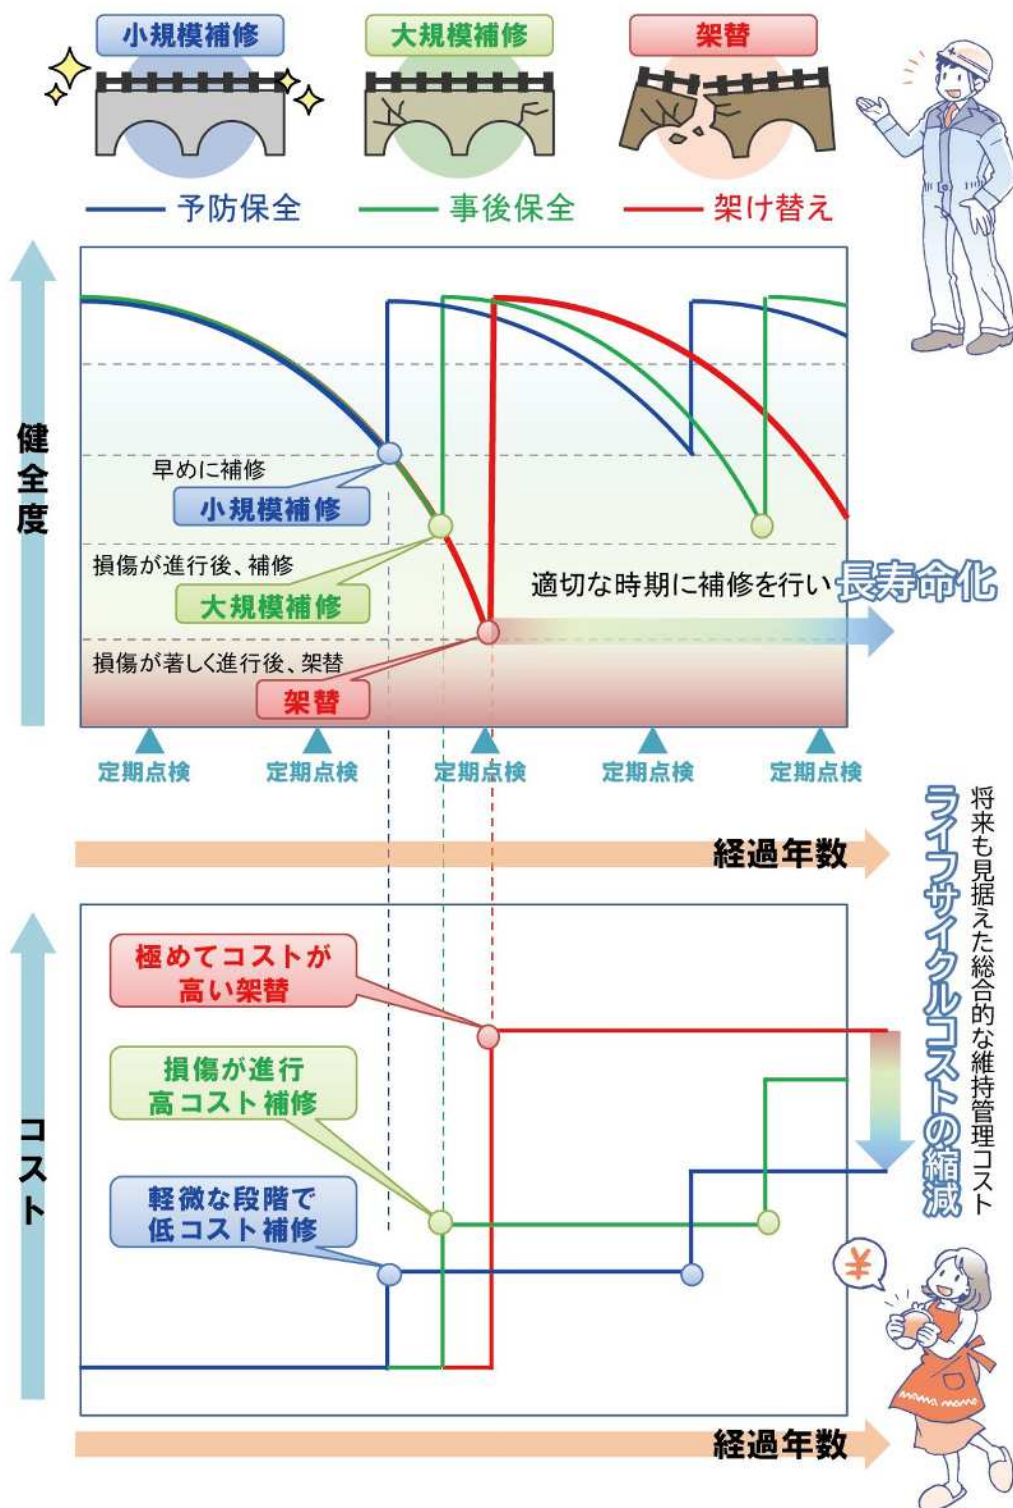 小規模補修
大規模補修
架替
予防保全
事後保全
架け替え
健全度
早めに補修
小規模補修
損傷が進行後、補修
大規模補修
損傷が著しく進行後、架替
架替
適切な時期に補修を行い 長寿命化
定期点検
定期点検
定期点検
定期点検
定期点検
経過年数
将来も見据えた総合的な維持管理コスト
ライフサイクルコストの縮減
コスト
極めてコストが
高い架替
損傷が進行
高コスト補修
軽微な段階で
低コスト補修
¥
経過年数